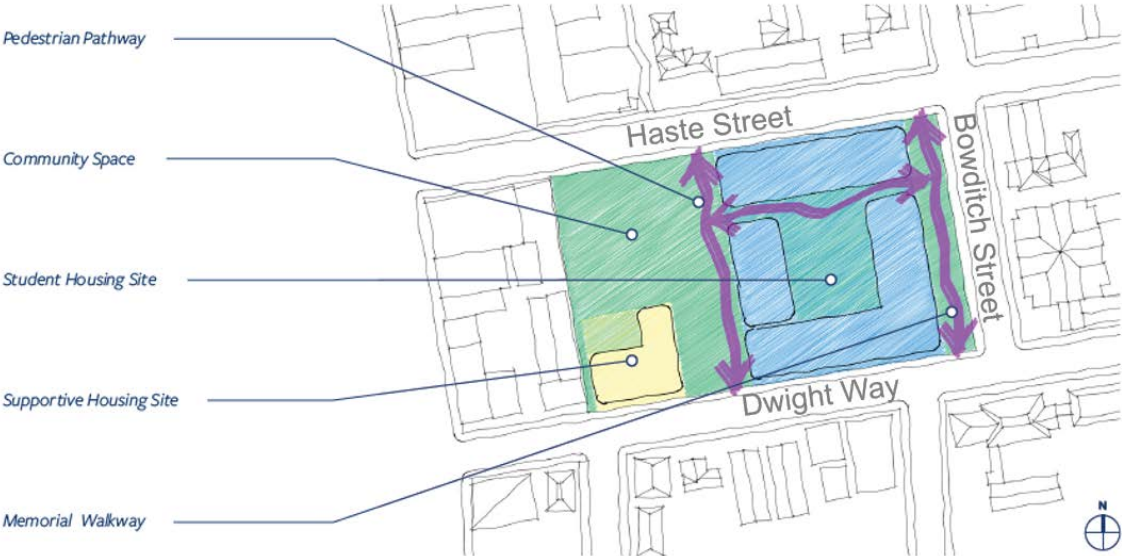 Pedestrian Pathway
Haste Street
Bowditch Street
Community Space
Student Housing Site
Supportive Housing Site
Dwight Way
Memorial Walkway
N